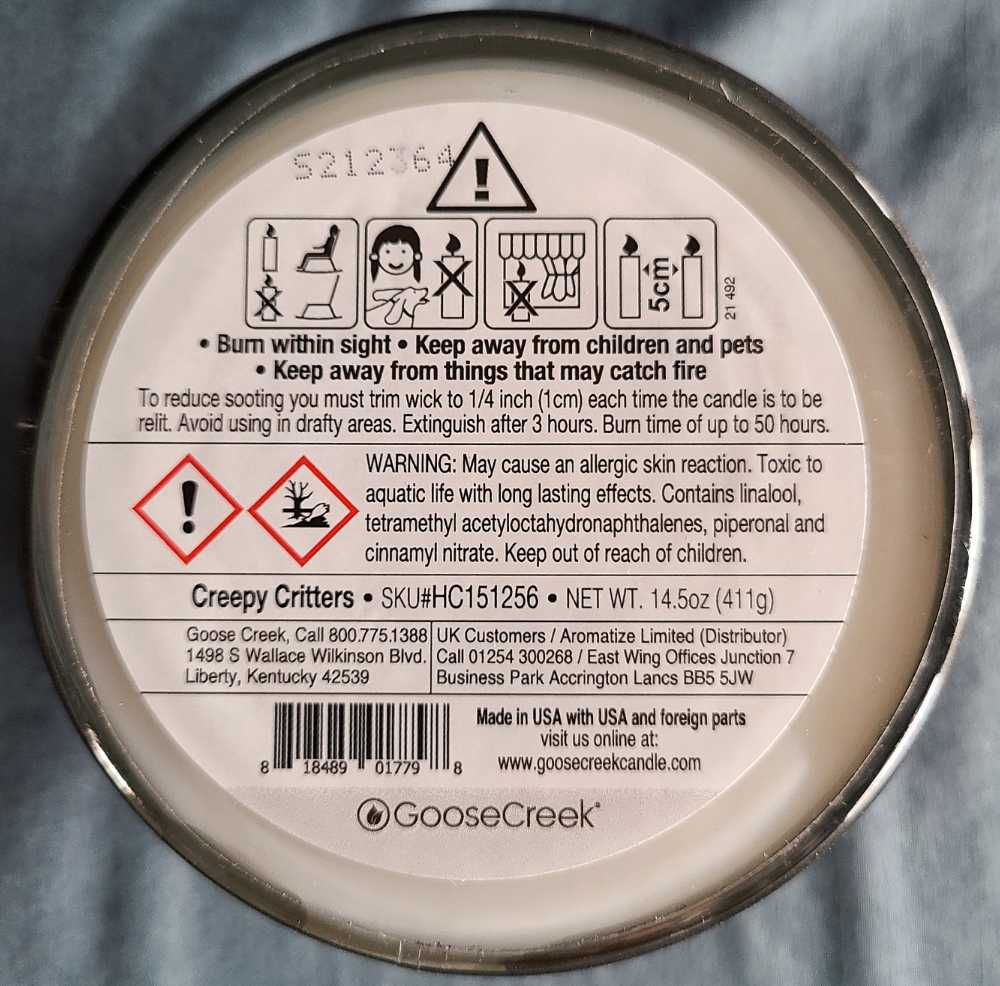 5212364
!
5cm
21 492
• Burn within sight • Keep away from children and pets
• Keep away from things that may catch fire
To reduce sooting you must trim wick to 1/4 inch (1cm) each time the candle is to be
relit. Avoid using in drafty areas. Extinguish after 3 hours. Burn time of up to 50 hours.
!
WARNING: May cause an allergic skin reaction. Toxic to
aquatic life with long lasting effects. Contains linalool,
tetramethyl acetyloctahydronaphthalenes, piperonal and
cinnamyl nitrate. Keep out of reach of children.
Creepy Critters • SKU#HC151256 • NET WT. 14.5oz (411g)
Goose Creek, Call 800.775.1388
1498 S Wallace Wilkinson Blvd.
Liberty, Kentucky 42539
UK Customers / Aromatize Limited (Distributor)
Call 01254 300268 / East Wing Offices Junction 7
Business Park Accrington Lancs BB5 5JW
8 18489 01779 8
Made in USA with USA and foreign parts
visit us online at:
www.goosecreekcandle.com
GooseCreek